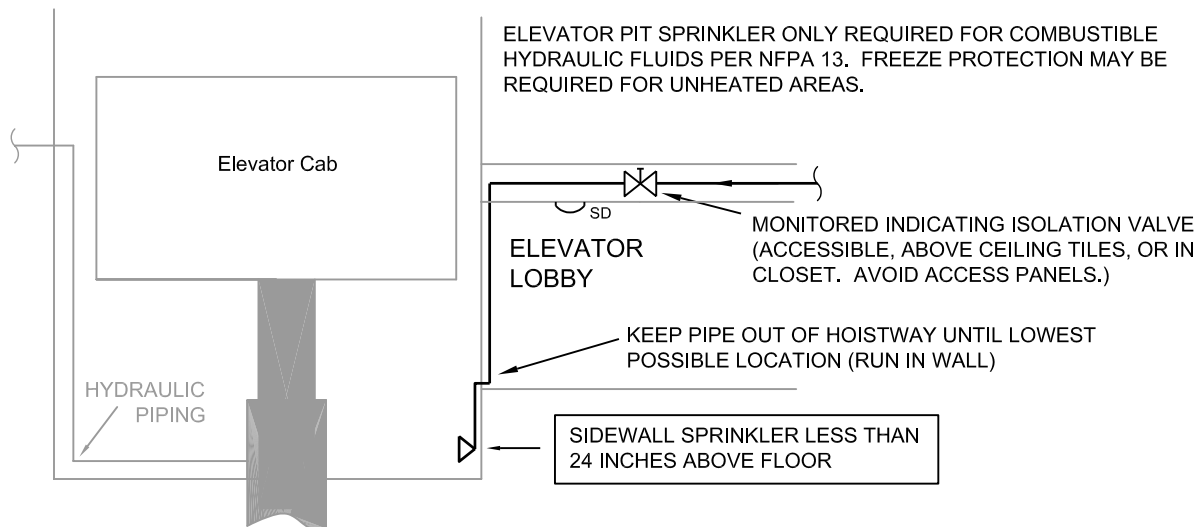 ELEVATOR PIT SPRINKLER ONLY REQUIRED FOR COMBUSTIBLE
HYDRAULIC FLUIDS PER NFPA 13.  FREEZE PROTECTION MAY BE
REQUIRED FOR UNHEATED AREAS.
Elevator Cab
SD
ELEVATOR
LOBBY
MONITORED INDICATING ISOLATION VALVE
(ACCESSIBLE, ABOVE CEILING TILES, OR IN
CLOSET.  AVOID ACCESS PANELS.)
KEEP PIPE OUT OF HOISTWAY UNTIL LOWEST
POSSIBLE LOCATION (RUN IN WALL)
HYDRAULIC
PIPING
SIDEWALL SPRINKLER LESS THAN
24 INCHES ABOVE FLOOR